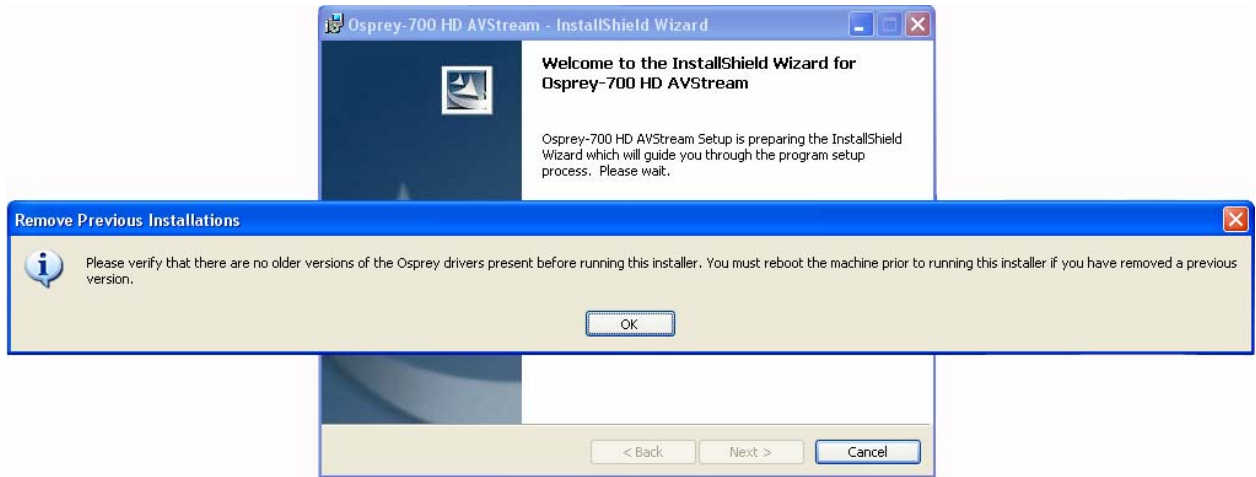 Osprey-700 HD AVStream - InstallShield Wizard
Welcome to the InstallShield Wizard for
Osprey-700 HD AVStream
Osprey-700 HD AVStream Setup is preparing the InstallShield
Wizard which will guide you through the program setup
process. Please wait.
Remove Previous Installations
Please verify that there are no older versions of the Osprey drivers present before running this installer. You must reboot the machine prior to running this installer if you have removed a previous
version.
OK
< Back Next > Cancel